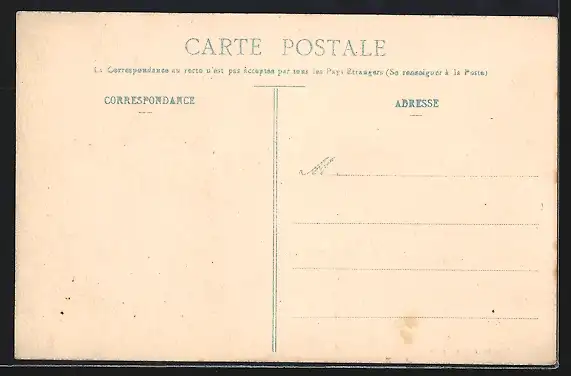 CARTE POSTALE
La Correspondance au recto n'est pas acceptée par tous les Pays Étrangers (Se renseigner à la Poste)
CORRESPONDANCE
ADRESSE
M